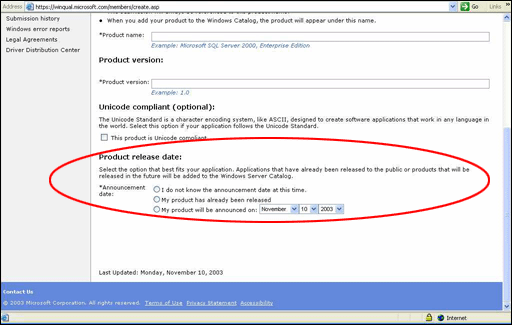 Address https://winqual.microsoft.com/members/create.asp Go Links
Submission history
Windows error reports
Legal Agreements
Driver Distribution Center
• When you add your product to the Windows Catalog, the product will appear under this name.
*Product name:
Example: Microsoft SQL Server 2000, Enterprise Edition
Product version:
*Product version:
Example: 1.0
Unicode compliant (optional):
The Unicode Standard is a character encoding system, like ASCII, designed to create software applications that work in any language in
the world. Select this option if your application follows the Unicode Standard.
This product is Unicode compliant
Product release date:
Select the option that best fits your application. Applications that have already been released to the public or products that will be
released in the future will be added to the Windows Server Catalog.
*Announcement date:
I do not know the announcement date at this time.
My product has already been released
My product will be announced on: November 10 2003
Last Updated: Monday, November 10, 2003
Contact Us
© 2003 Microsoft Corporation. All rights reserved. Terms of Use Privacy Statement Accessibility
Internet